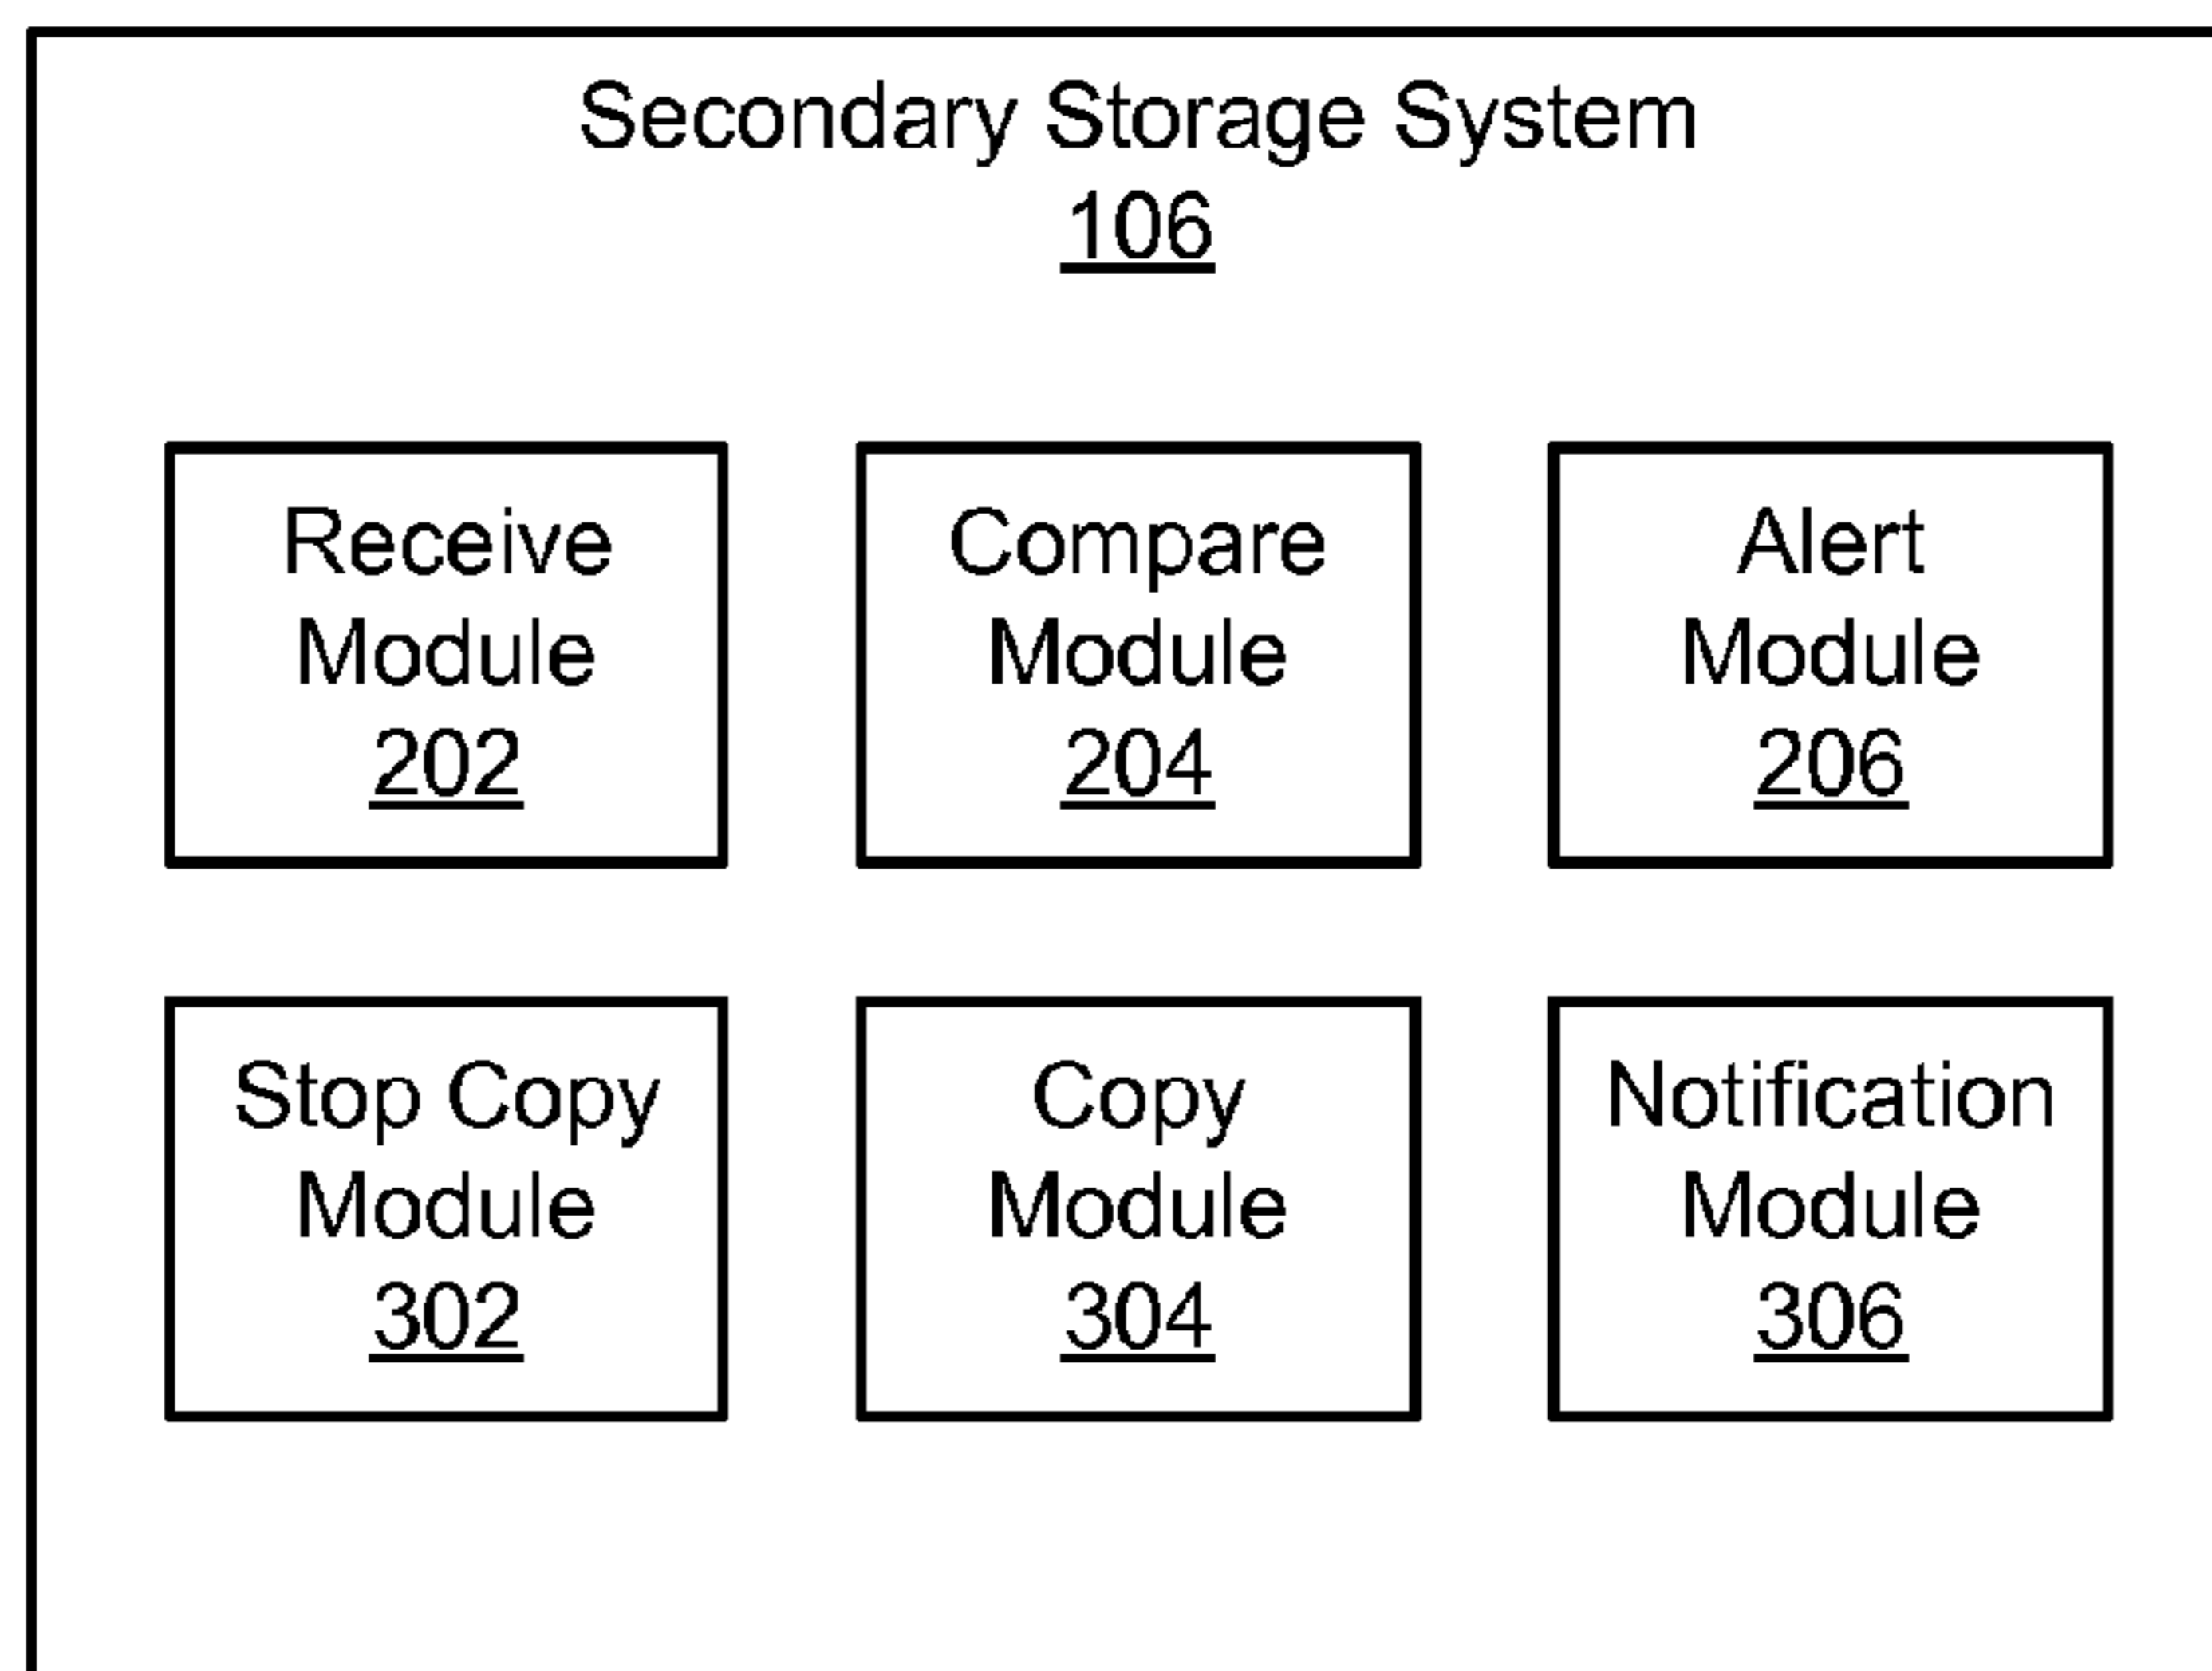 Secondary Storage System
106
Receive
Module
202
Compare
Module
204
Alert
Module
206
Stop Copy
Module
302
Copy
Module
304
Notification
Module
306